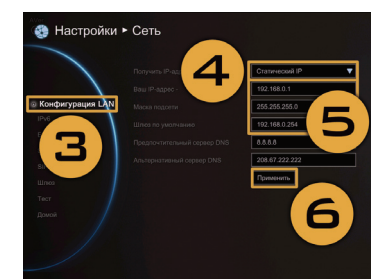 Настройки ▸ Сеть
Получить IP-ад
Статический IP
4
Ваш IP-адрес -
192.168.0.1
Конфигурация LAN
Маска подсети
255.255.255.0
IPv6
Шлюз по умолчанию
192.168.0.254
5
3
Предпочтительный сервер DNS
8.8.8.8
Альтернативный сервер DNS
208.67.222.222
Применить
Шлюз
Тест
6
Домой